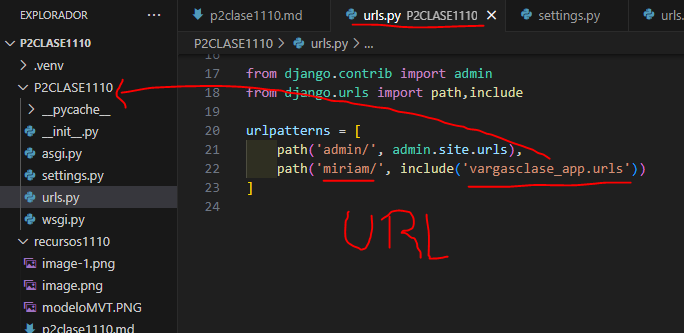 EXPLORADOR
P2CLASE1110
.venv
P2CLASE1110
__pycache__
__init__.py
asgi.py
settings.py
urls.py
wsgi.py
recursos1110
image-1.png
image.png
modeloMVT.PNG
p2clase1110.md
p2clase1110.md
urls.py P2CLASE1110
settings.py
P2CLASE1110 > urls.py > ...
16
17 from django.contrib import admin
18 from django.urls import path,include
19
20 urlpatterns = [
21     path('admin/', admin.site.urls),
22     path('miriam/', include('vargasclase_app.urls'))
23 ]
24
URL